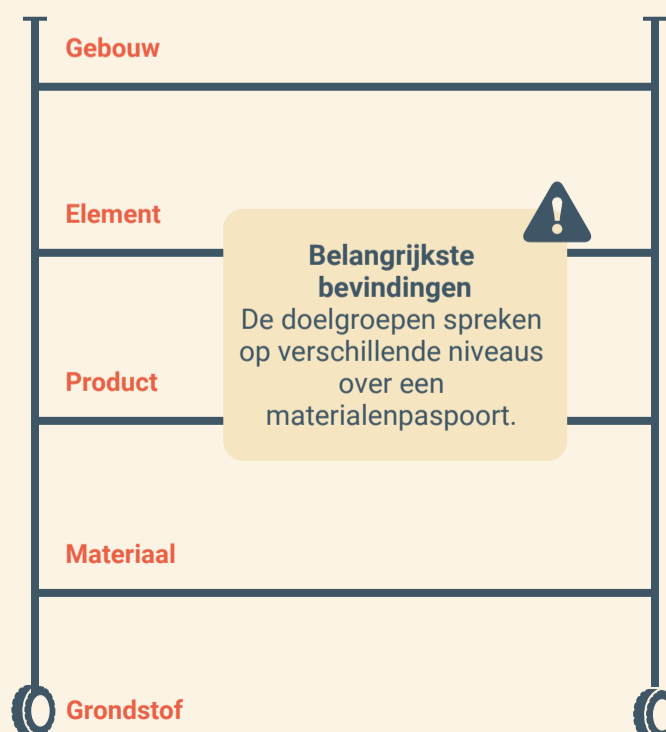 Gebouw
Element
Belangrijkste
bevindingen
De doelgroepen spreken
op verschillende niveaus
over een
materialenpaspoort.
Product
Materiaal
Grondstof